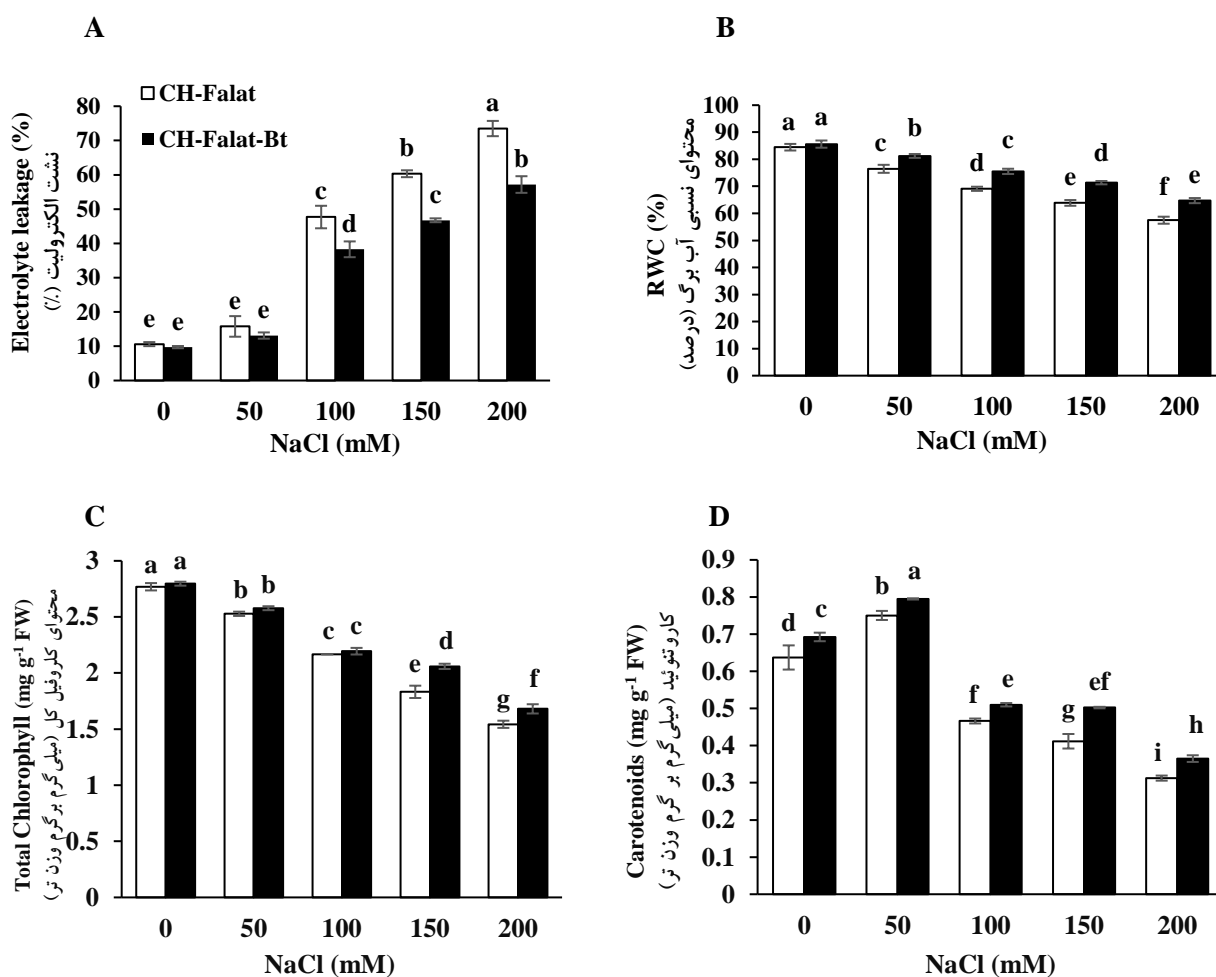 A
CH-Falat
CH-Falat-Bt
Electrolyte leakage (%)
نشت الکترولیت (٪)
80
70
60
50
40
30
20
10
0
e e e e c d b c a b
0 50 100 150 200
NaCl (mM)
B
RWC (%)
محتوای نسبی آب برگ (درصد)
100
90
80
70
60
50
40
30
20
10
0
a a c b d c e d f e
0 50 100 150 200
NaCl (mM)
C
Total Chlorophyll (mg g⁻¹ FW)
محتوای کلروفیل کل (میلی گرم برگرم وزن تر)
3
2.5
2
1.5
1
0.5
0
a a b b c c e d g f
0 50 100 150 200
NaCl (mM)
D
Carotenoids (mg g⁻¹ FW)
کاروتنوئید (میلی گرم بر گرم وزن تر)
0.9
0.8
0.7
0.6
0.5
0.4
0.3
0.2
0.1
0
d c b a f e g ef i h
0 50 100 150 200
NaCl (mM)